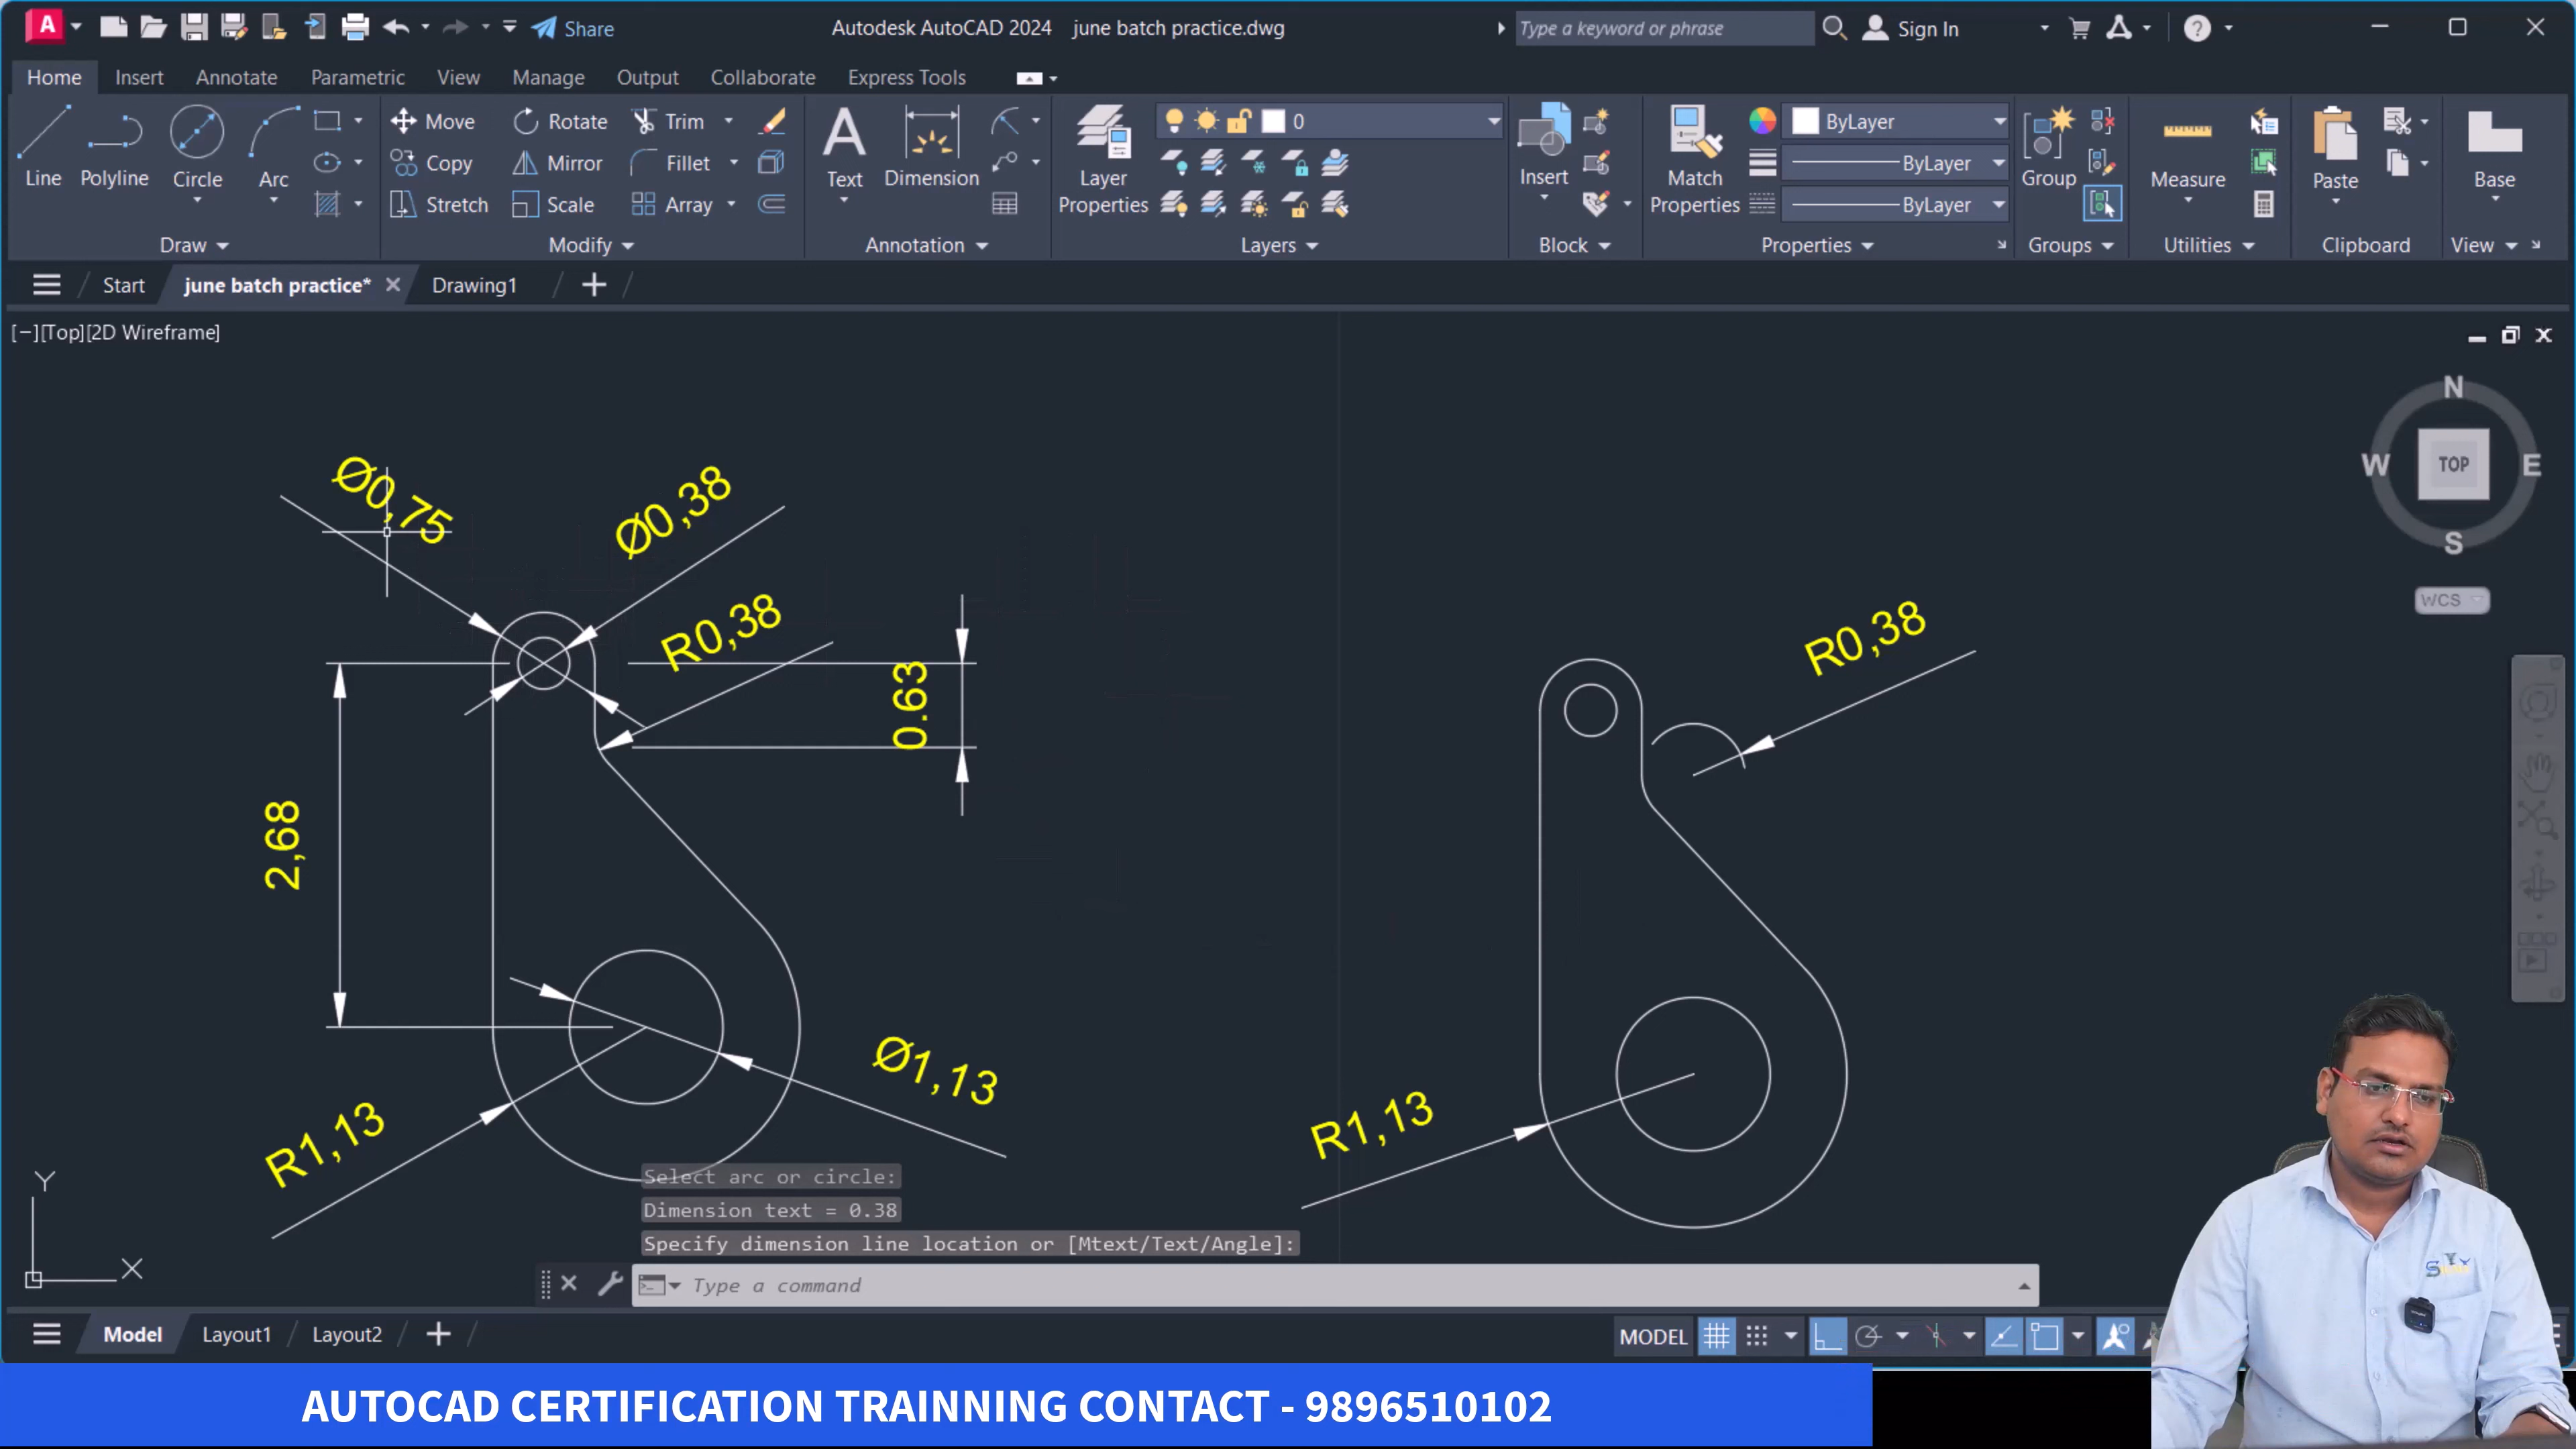 A
Share
Autodesk AutoCAD 2024 june batch practice.dwg
Type a keyword or phrase
Sign In
Home Insert Annotate Parametric View Manage Output Collaborate Express Tools
Move Rotate Trim
Copy Mirror Fillet
Stretch Scale Array
Line Polyline Circle Arc
A
Text Dimension
Layer Properties
0
Insert
Match Properties
ByLayer
ByLayer
ByLayer
Group
Measure
Paste
Base
Draw Modify Annotation Layers Block Properties Groups Utilities Clipboard View
Start june batch practice* Drawing1
[−][Top][2D Wireframe]
N
W TOP E
S
WCS
Ø0,75
Ø0,38
R0,38
0.63
2,68
Ø1,13
R1,13
R0,38
R1,13
Y
X
Select arc or circle:
Dimension text = 0.38
Specify dimension line location or [Mtext/Text/Angle]:
Type a command
Model Layout1 Layout2
MODEL
AUTOCAD CERTIFICATION TRAINNING CONTACT - 9896510102